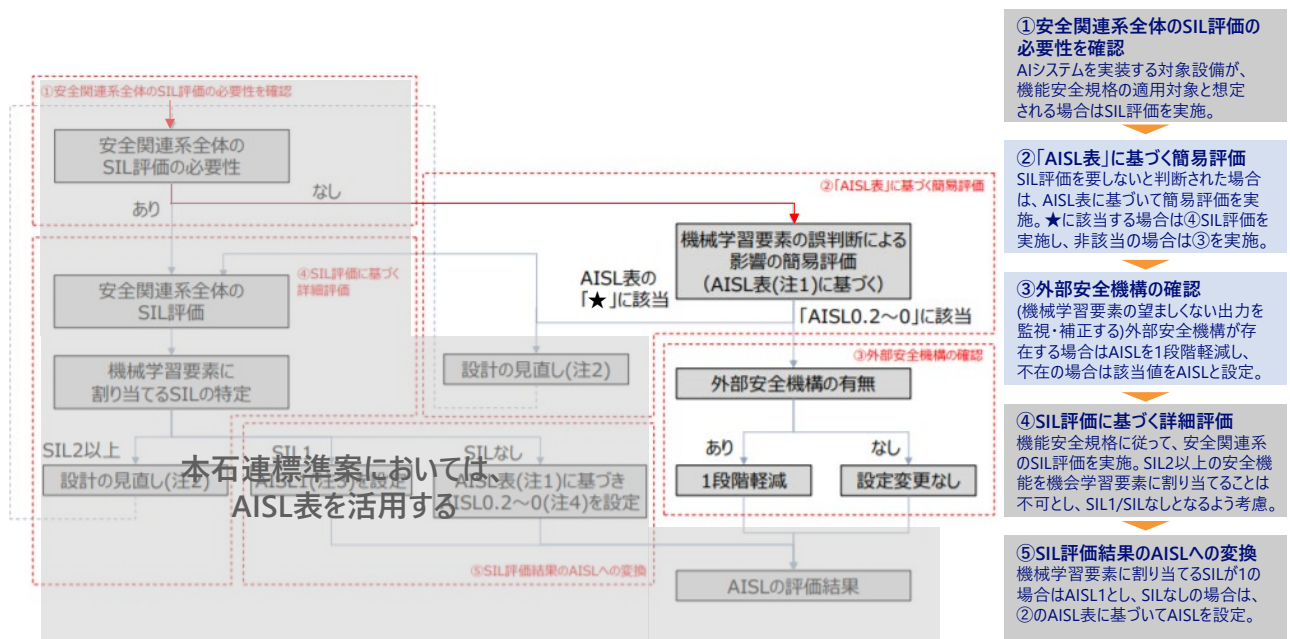 ①安全関連系全体のSIL評価の必要性を確認
安全関連系全体の
SIL評価の必要性
なし
あり
②「AISL表」に基づく簡易評価
機械学習要素の誤判断による
影響の簡易評価
(AISL表(注1)に基づく)
AISL表の
「★」に該当
「AISL0.2～0」に該当
④SIL評価に基づく
詳細評価
安全関連系全体の
SIL評価
機械学習要素に
割り当てるSILの特定
設計の見直し(注2)
③外部安全機構の確認
外部安全機構の有無
あり
なし
1段階軽減
設定変更なし
SIL2以上
SIL1
SILなし
設計の見直し(注2)
AISL1(注3)を設定
AISL表(注1)に基づき
AISL0.2～0(注4)を設定
本石連標準案においては、
AISL表を活用する
⑤SIL評価結果のAISLへの変換
AISLの評価結果
①安全関連系全体のSIL評価の
必要性を確認
AIシステムを実装する対象設備が、
機能安全規格の適用対象と想定
される場合はSIL評価を実施。
②「AISL表」に基づく簡易評価
SIL評価を要しないと判断された場合
は、AISL表に基づいて簡易評価を実
施。★に該当する場合は④SIL評価を
実施し、非該当の場合は③を実施。
③外部安全機構の確認
(機械学習要素の望ましくない出力を
監視・補正する)外部安全機構が存
在する場合はAISLを1段階軽減し、
不在の場合は該当値をAISLと設定。
④SIL評価に基づく詳細評価
機能安全規格に従って、安全関連系
のSIL評価を実施。SIL2以上の安全機
能を機会学習要素に割り当てることは
不可とし、SIL1/SILなしとなるよう考慮。
⑤SIL評価結果のAISLへの変換
機械学習要素に割り当てるSILが1の
場合はAISL1とし、SILなしの場合は、
②のAISL表に基づいてAISLを設定。